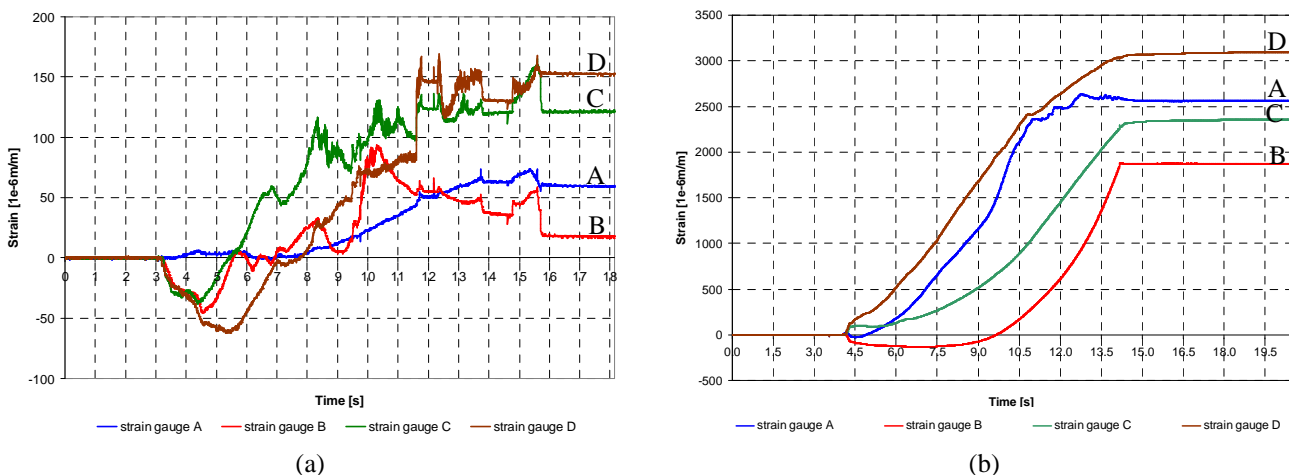 200
150
100
50
0
-50
-100
Strain [1e-6m/m]
0 1 2 3 4 5 6 7 8 9 10 11 12 13 14 15 16 17 18
D
C
A
B
Time [s]
strain gauge A strain gauge B strain gauge C strain gauge D
(a)
3500
3000
2500
2000
1500
1000
500
0
-500
Strain [1e-6m/m]
0.0 1.5 3.0 4.5 6.0 7.5 9.0 10.5 12.0 13.5 15.0 16.5 18.0 19.5
D
A
C
B
Time [s]
strain gauge A strain gauge B strain gauge C strain gauge D
(b)